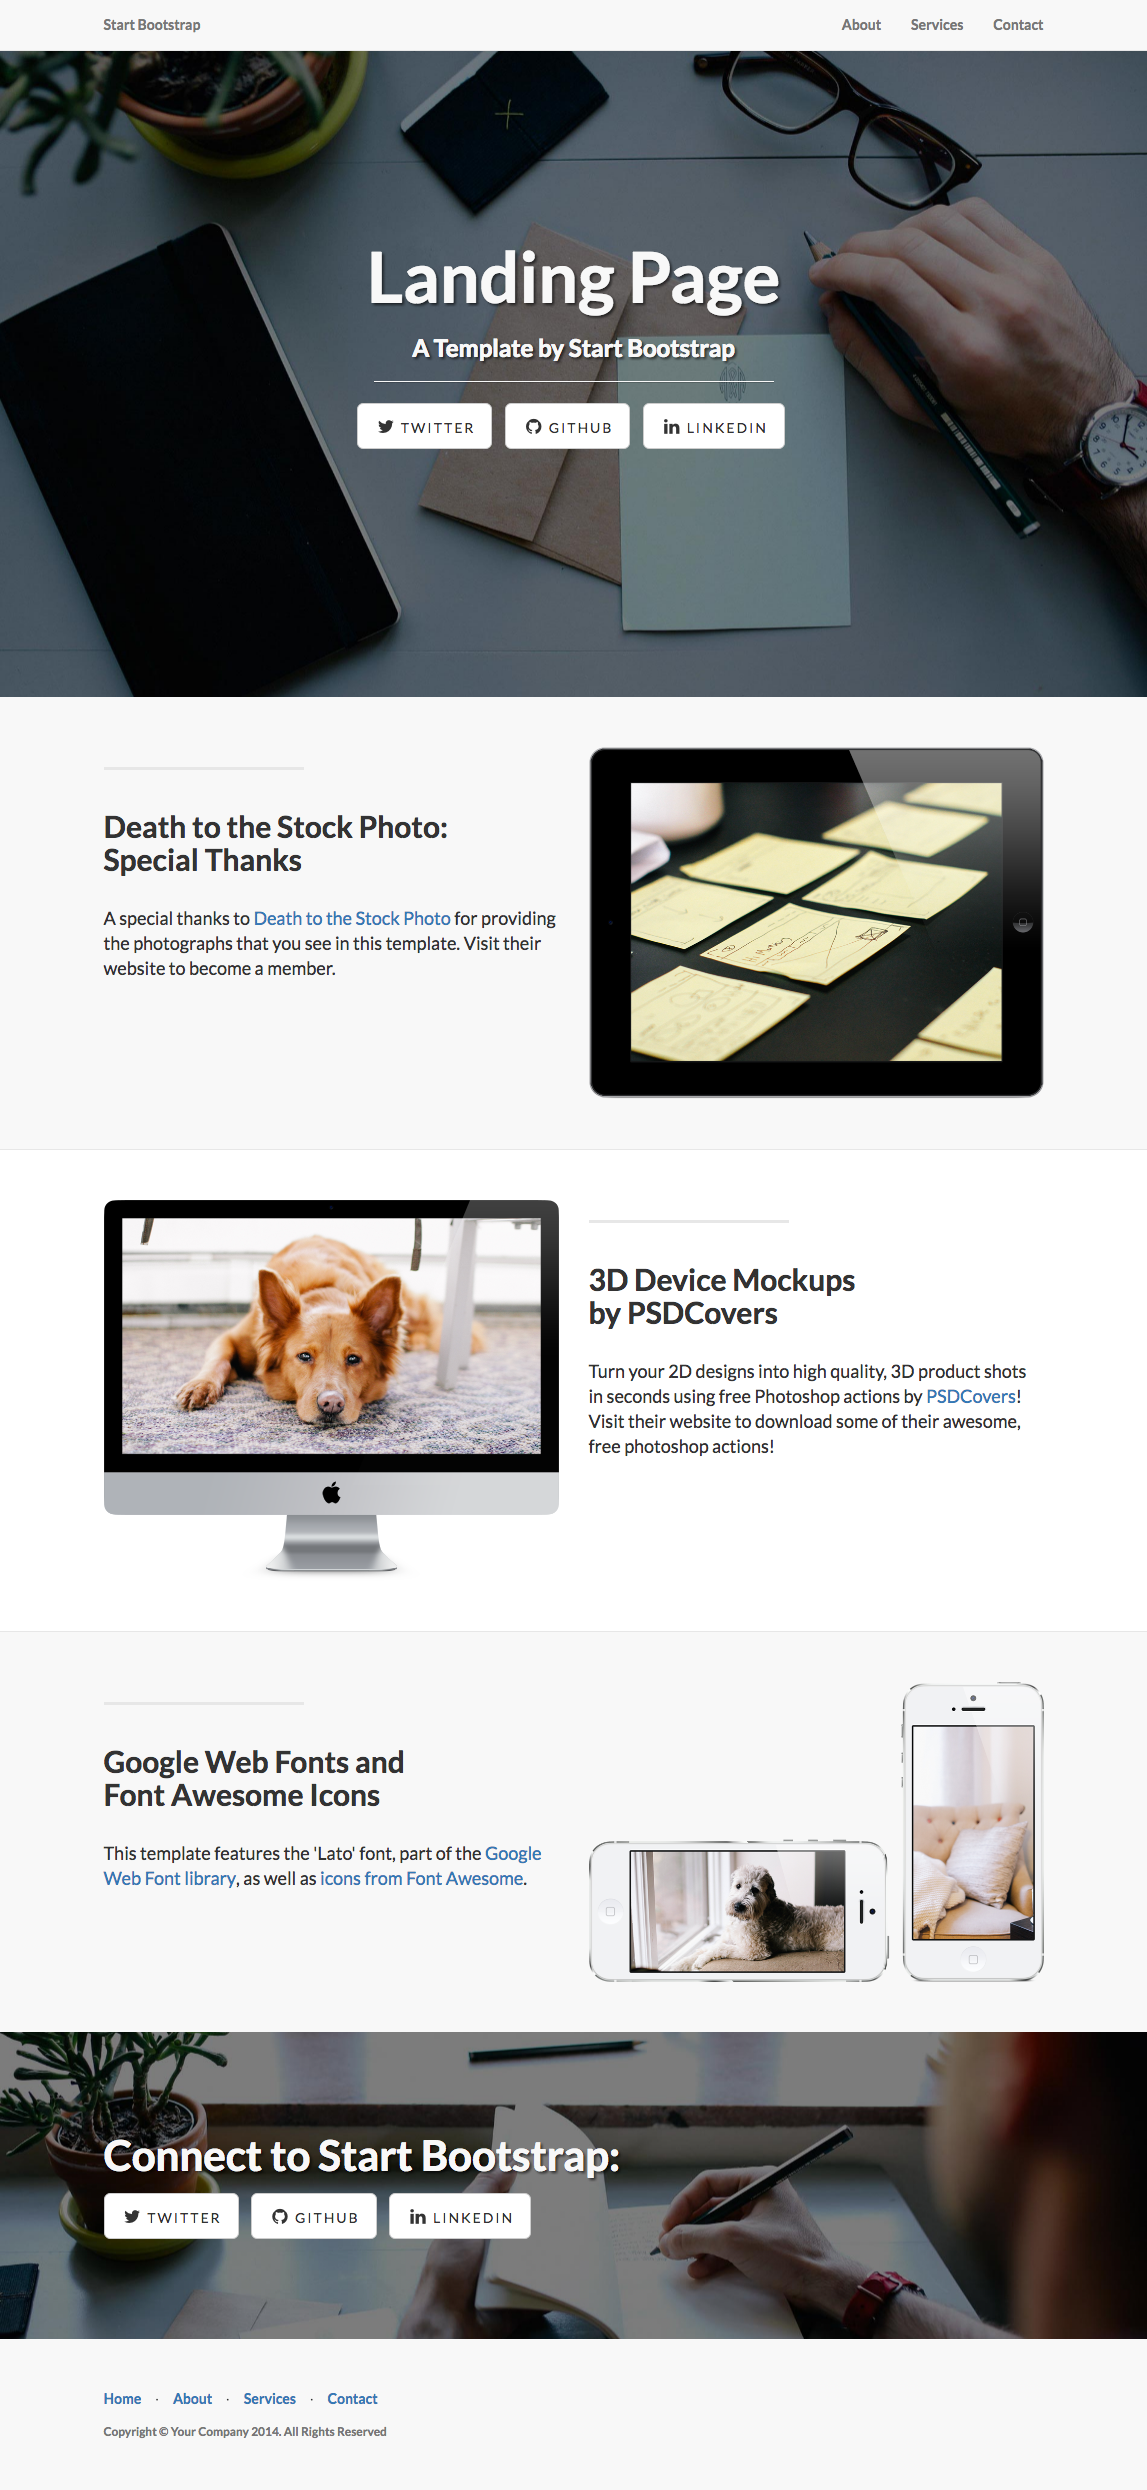 Start Bootstrap
About Services Contact
Landing Page
A Template by Start Bootstrap
TWITTER GITHUB LINKEDIN
Death to the Stock Photo:
Special Thanks
A special thanks to Death to the Stock Photo for providing
the photographs that you see in this template. Visit their
website to become a member.
3D Device Mockups
by PSDCovers
Turn your 2D designs into high quality, 3D product shots
in seconds using free Photoshop actions by PSDCovers!
Visit their website to download some of their awesome,
free photoshop actions!
Google Web Fonts and
Font Awesome Icons
This template features the 'Lato' font, part of the Google
Web Font library, as well as icons from Font Awesome.
Connect to Start Bootstrap:
TWITTER GITHUB LINKEDIN
Home · About · Services · Contact
Copyright © Your Company 2014. All Rights Reserved